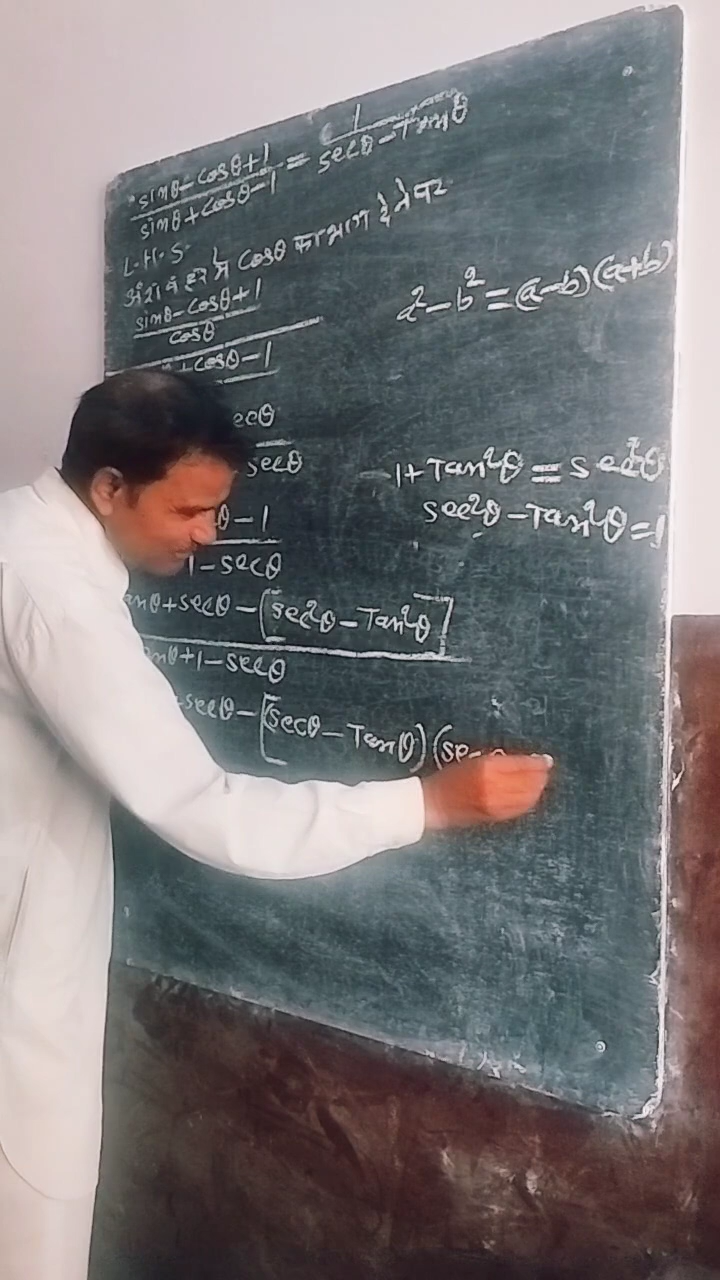 sinθ-cosθ+1 / sinθ+cosθ-1 = 1 / secθ-Tanθ
L.H.S.
अंश व हर में cosθ का भाग देने पर
sinθ-cosθ+1
cosθ
+cosθ-1
a²-b²=(a-b)(a+b)
secθ
secθ
1+Tan²θ = sec²θ
sec²θ-Tan²θ=1
θ-1
1-secθ
anθ+secθ-[sec²θ-Tan²θ]
anθ+1-secθ
+secθ-[(secθ-Tanθ)(se